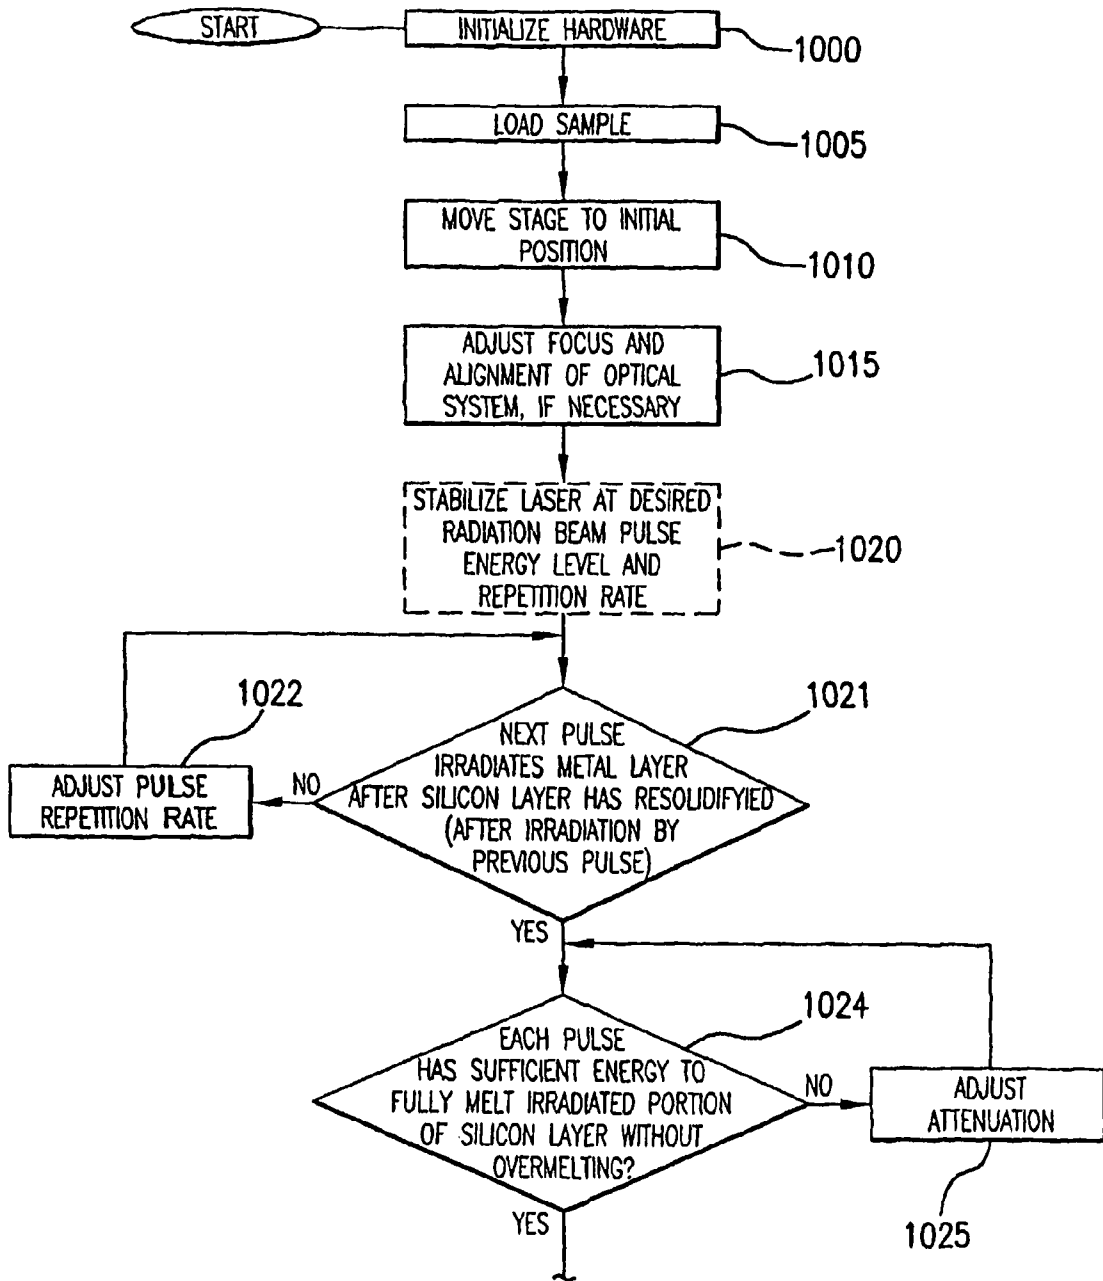 START
INITIALIZE HARDWARE
1000
LOAD SAMPLE
1005
MOVE STAGE TO INITIAL
POSITION
1010
ADJUST FOCUS AND
ALIGNMENT OF OPTICAL
SYSTEM, IF NECESSARY
1015
STABILIZE LASER AT DESIRED
RADIATION BEAM PULSE
ENERGY LEVEL AND
REPETITION RATE
1020
1022
1021
NEXT PULSE
IRRADIATES METAL LAYER
AFTER SILICON LAYER HAS RESOLIDIFYIED
(AFTER IRRADIATION BY
PREVIOUS PULSE)
NO
ADJUST PULSE
REPETITION RATE
YES
1024
EACH PULSE
HAS SUFFICIENT ENERGY TO
FULLY MELT IRRADIATED PORTION
OF SILICON LAYER WITHOUT
OVERMELTING?
NO
ADJUST
ATTENUATION
1025
YES